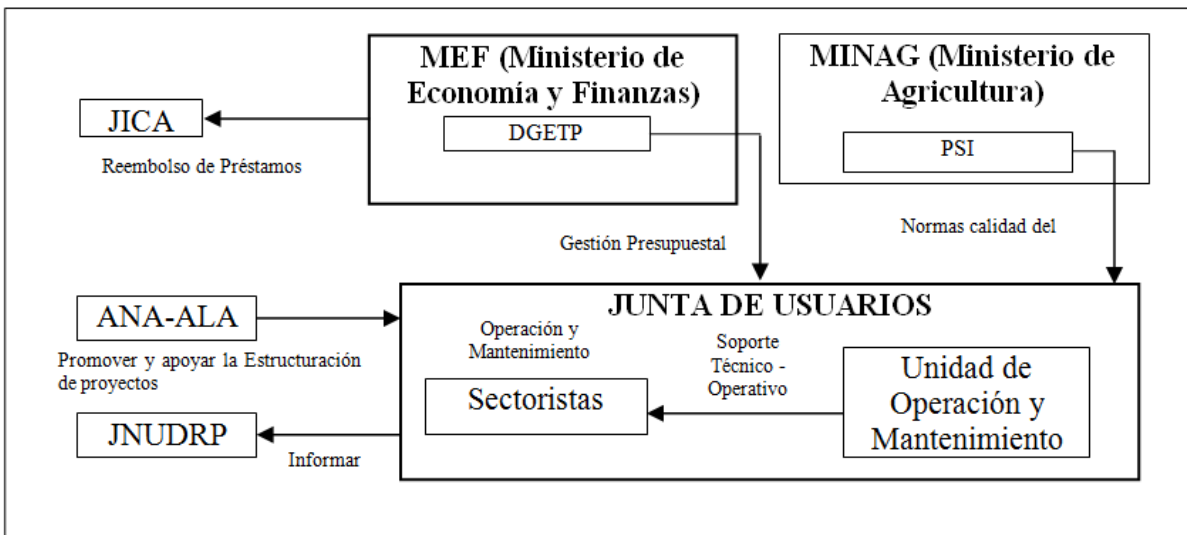 MEF (Ministerio de
Economía y Finanzas)
DGETP
MINAG (Ministerio de
Agricultura)
PSI
JICA
Reembolso de Préstamos
Gestión Presupuestal
Normas calidad del
ANA-ALA
Promover y apoyar la Estructuración
de proyectos
JNUDRP
Informar
JUNTA DE USUARIOS
Operación y
Mantenimiento
Sectoristas
Soporte
Técnico -
Operativo
Unidad de
Operación y
Mantenimiento